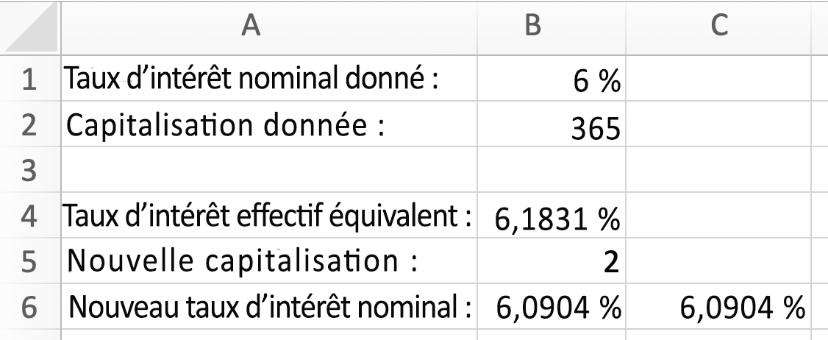 A B C
1 Taux d’intérêt nominal donné : 6 %
2 Capitalisation donnée : 365
3
4 Taux d’intérêt effectif équivalent : 6,1831 %
5 Nouvelle capitalisation : 2
6 Nouveau taux d’intérêt nominal : 6,0904 % 6,0904 %